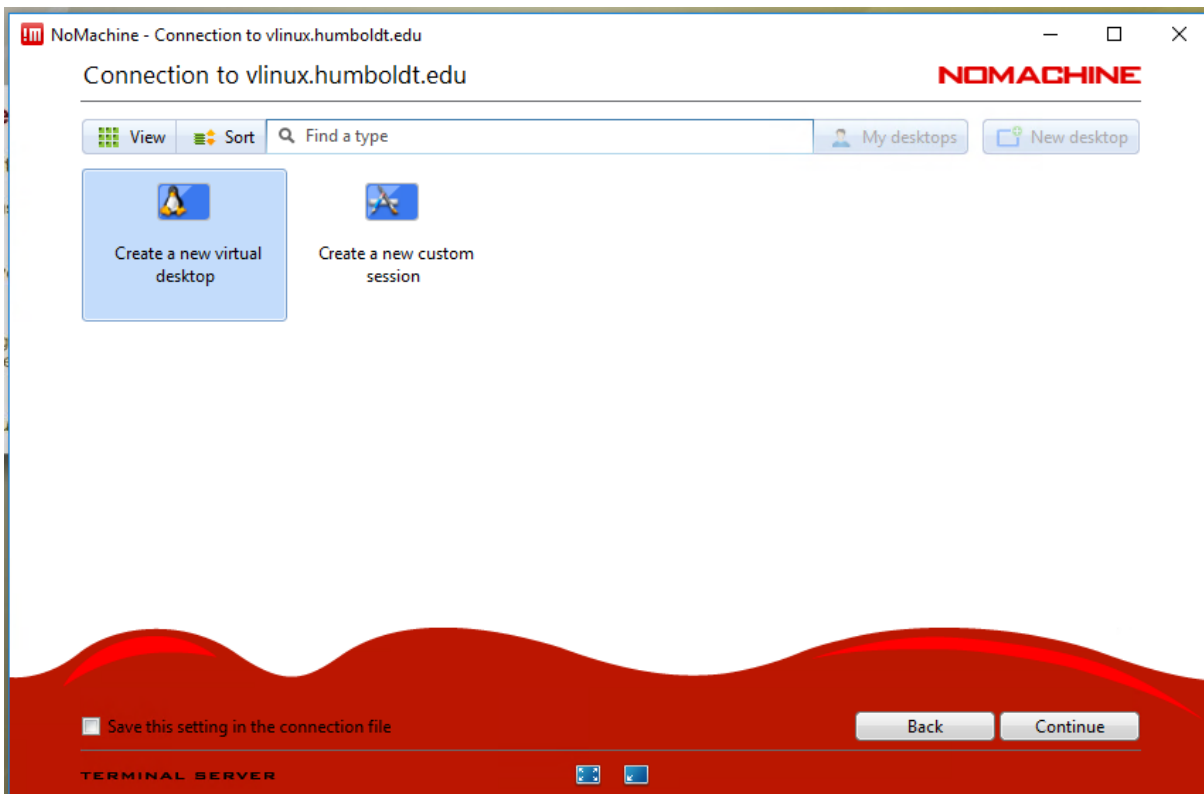 NoMachine - Connection to vlinux.humboldt.edu
Connection to vlinux.humboldt.edu
NOMACHINE
View
Sort
Find a type
My desktops
New desktop
Create a new virtual
desktop
Create a new custom
session
Save this setting in the connection file
Back
Continue
TERMINAL SERVER